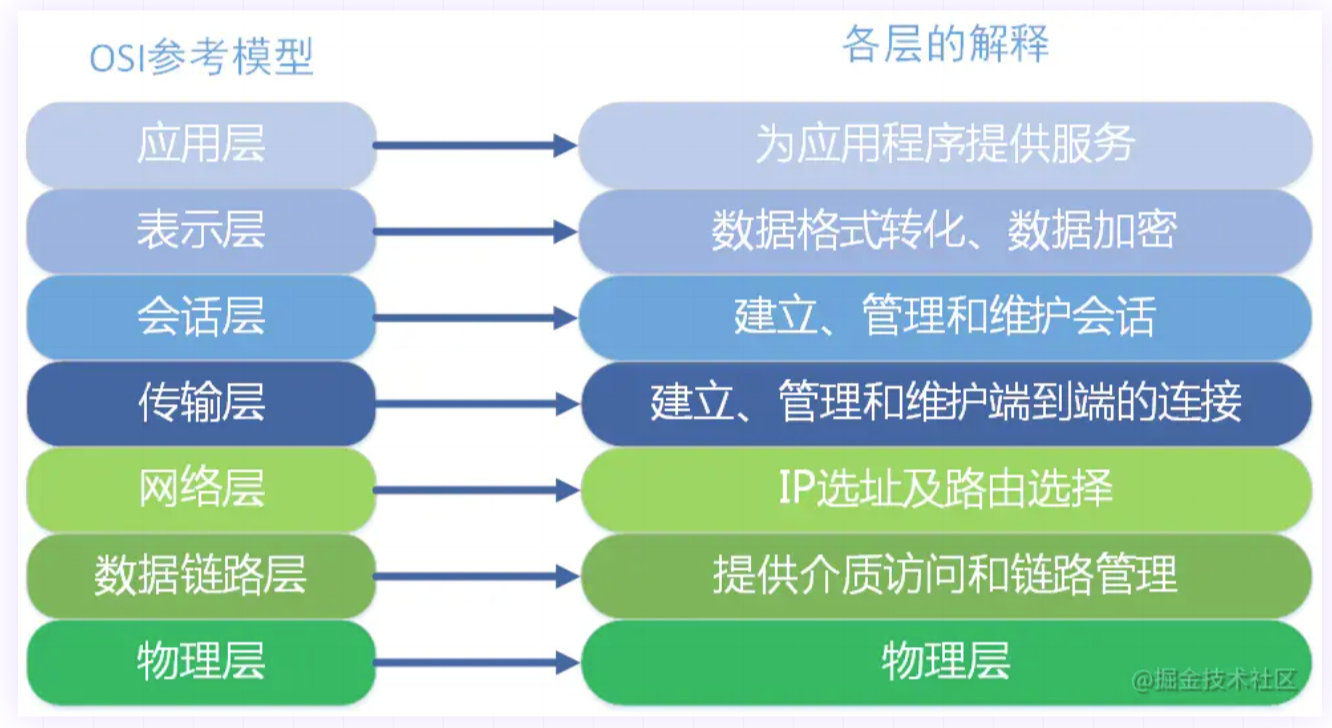 OSI参考模型
各层的解释
应用层
为应用程序提供服务
表示层
数据格式转化、数据加密
会话层
建立、管理和维护会话
传输层
建立、管理和维护端到端的连接
网络层
IP选址及路由选择
数据链路层
提供介质访问和链路管理
物理层
物理层
@掘金技术社区